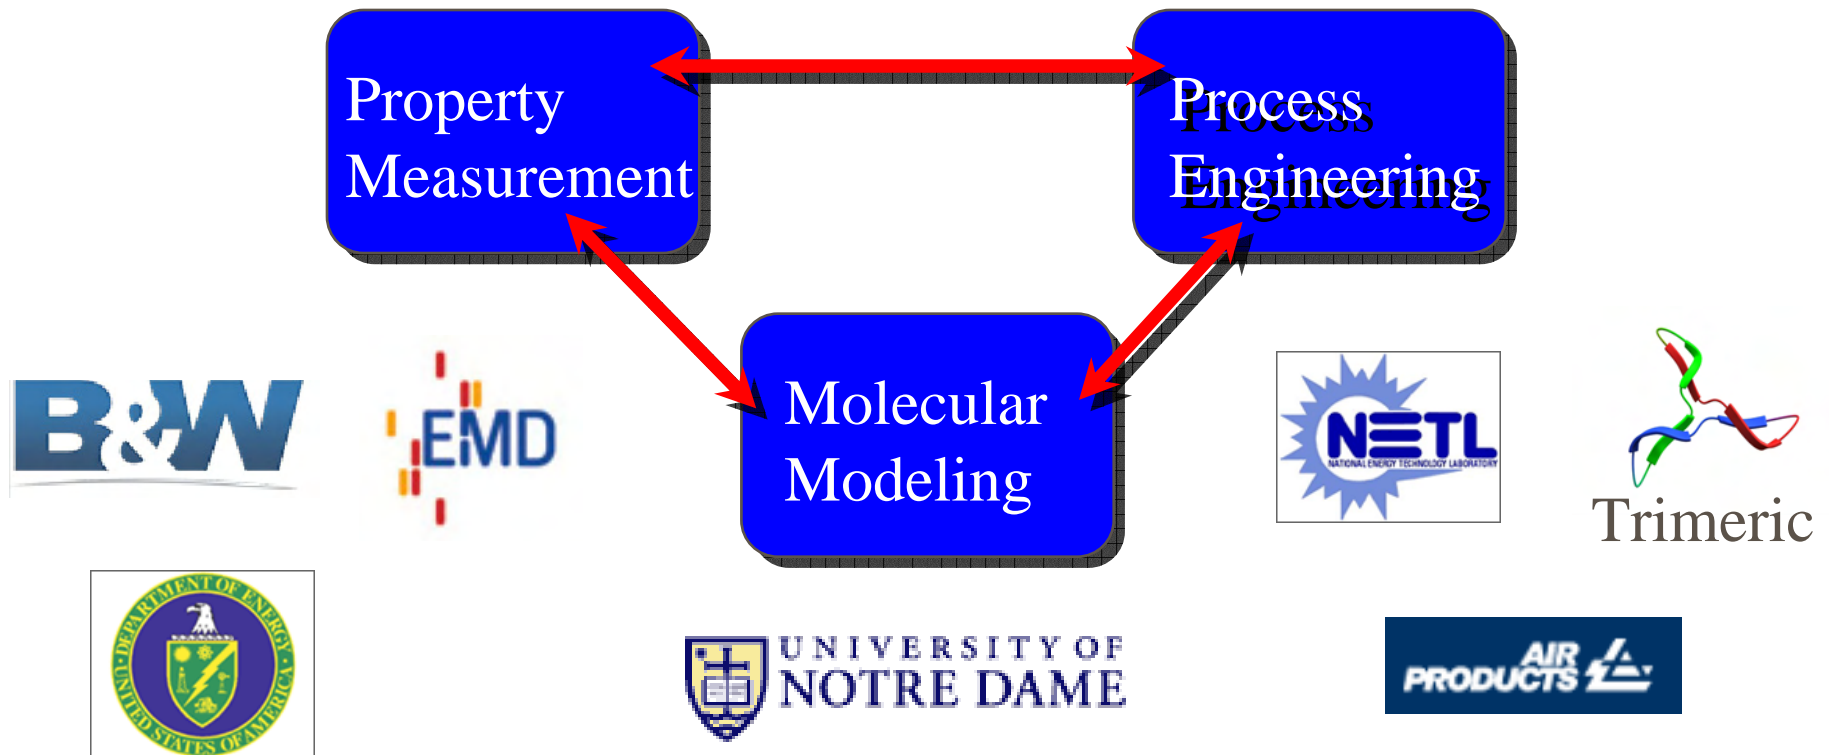 Property
Measurement
Process
Engineering
Molecular
Modeling
B&W
EMD
NETL
NATIONAL ENERGY TECHNOLOGY LABORATORY
Trimeric
DEPARTMENT OF ENERGY
UNITED STATES OF AMERICA
UNIVERSITY OF
NOTRE DAME
AIR
PRODUCTS